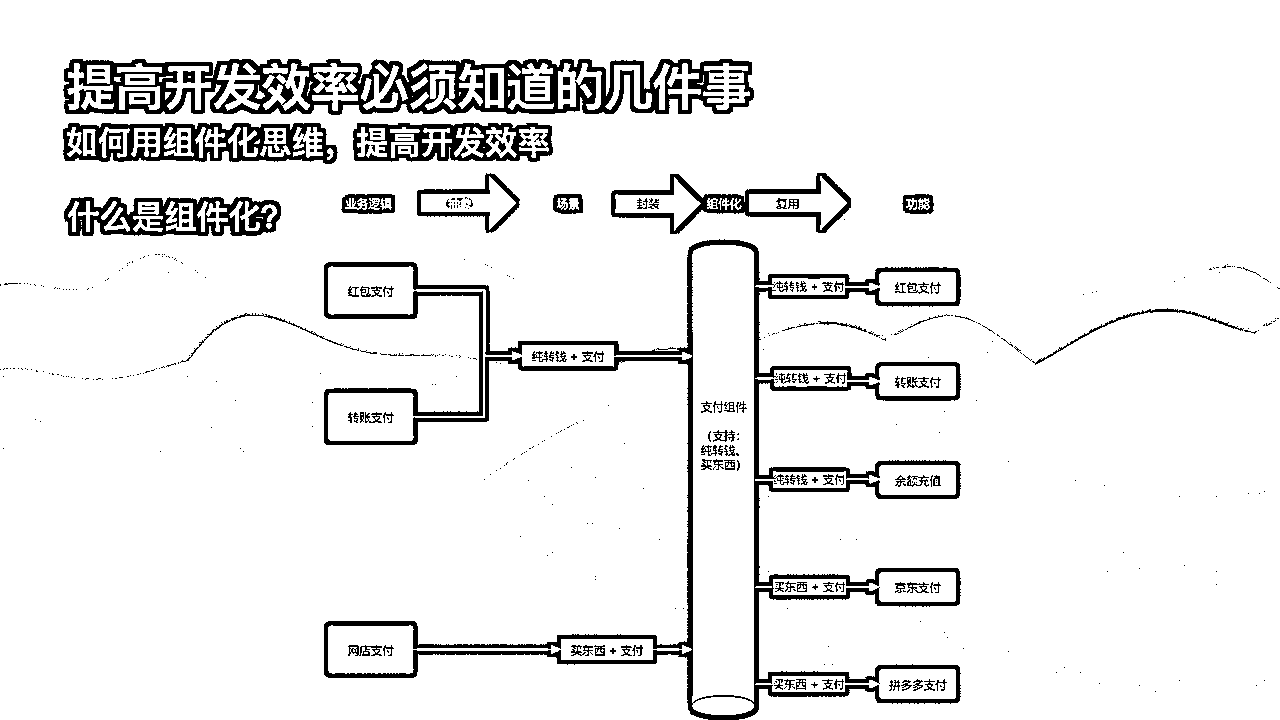 提高开发效率必须知道的几件事
如何用组件化思维，提高开发效率
什么是组件化？
业务逻辑
场景
封装
组件化
复用
功能
红包支付
转账支付
网店支付
纯转钱 + 支付
买东西 + 支付
支付组件
（支持：
纯转钱、
买东西）
纯转钱 + 支付
红包支付
纯转钱 + 支付
转账支付
纯转钱 + 支付
余额充值
买东西 + 支付
京东支付
买东西 + 支付
拼多多支付